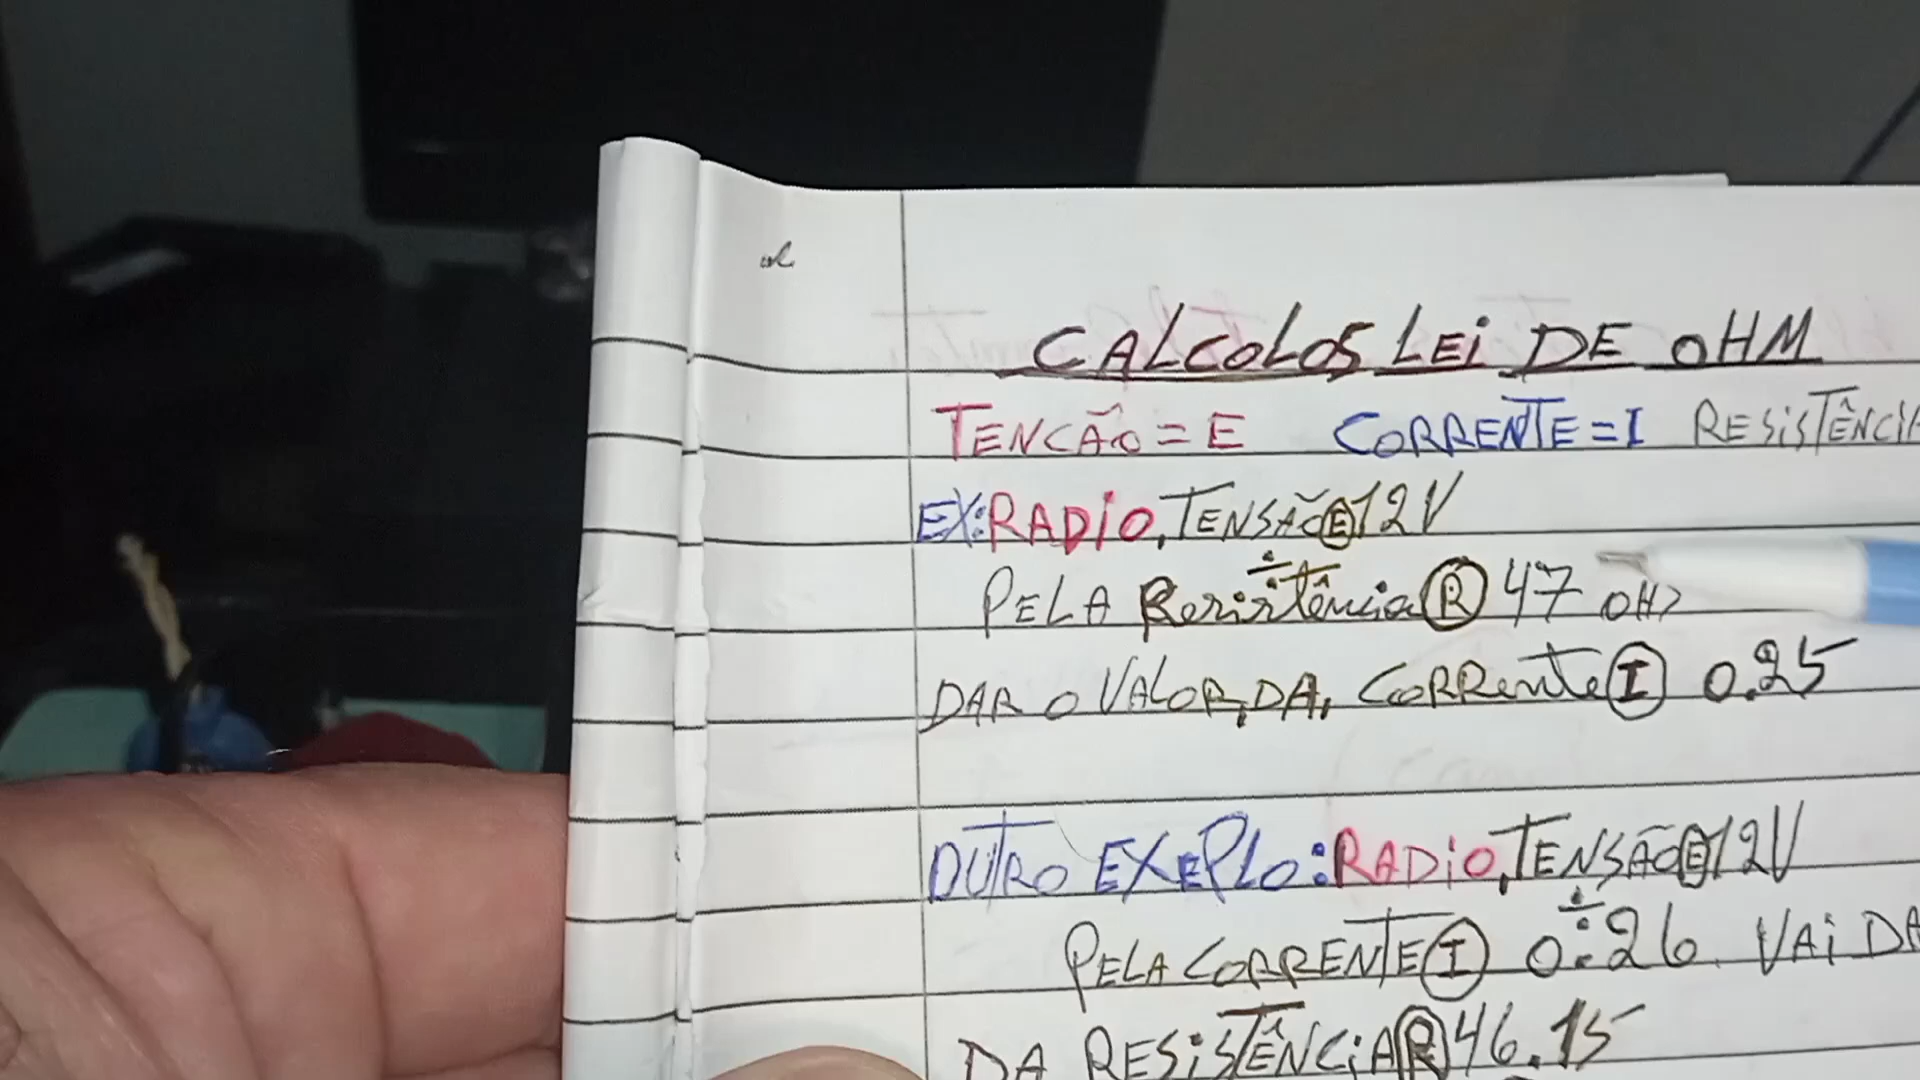 CALCOLOS LEI DE OHM
TENCÃO = E CORRENTE = I RESISTÊNCIA
EX: RADIO, TENSÃO E 12V
÷
PELA Resistência R 47 OH
DAR O VALOR, DA, CORRente I 0.25
OUTRO EXEPLO: RADIO, TENSÃO E 12V
÷
PELA CORRENTE I 0.26 VAI DA
DA RESISTÊNCIA R 46.15